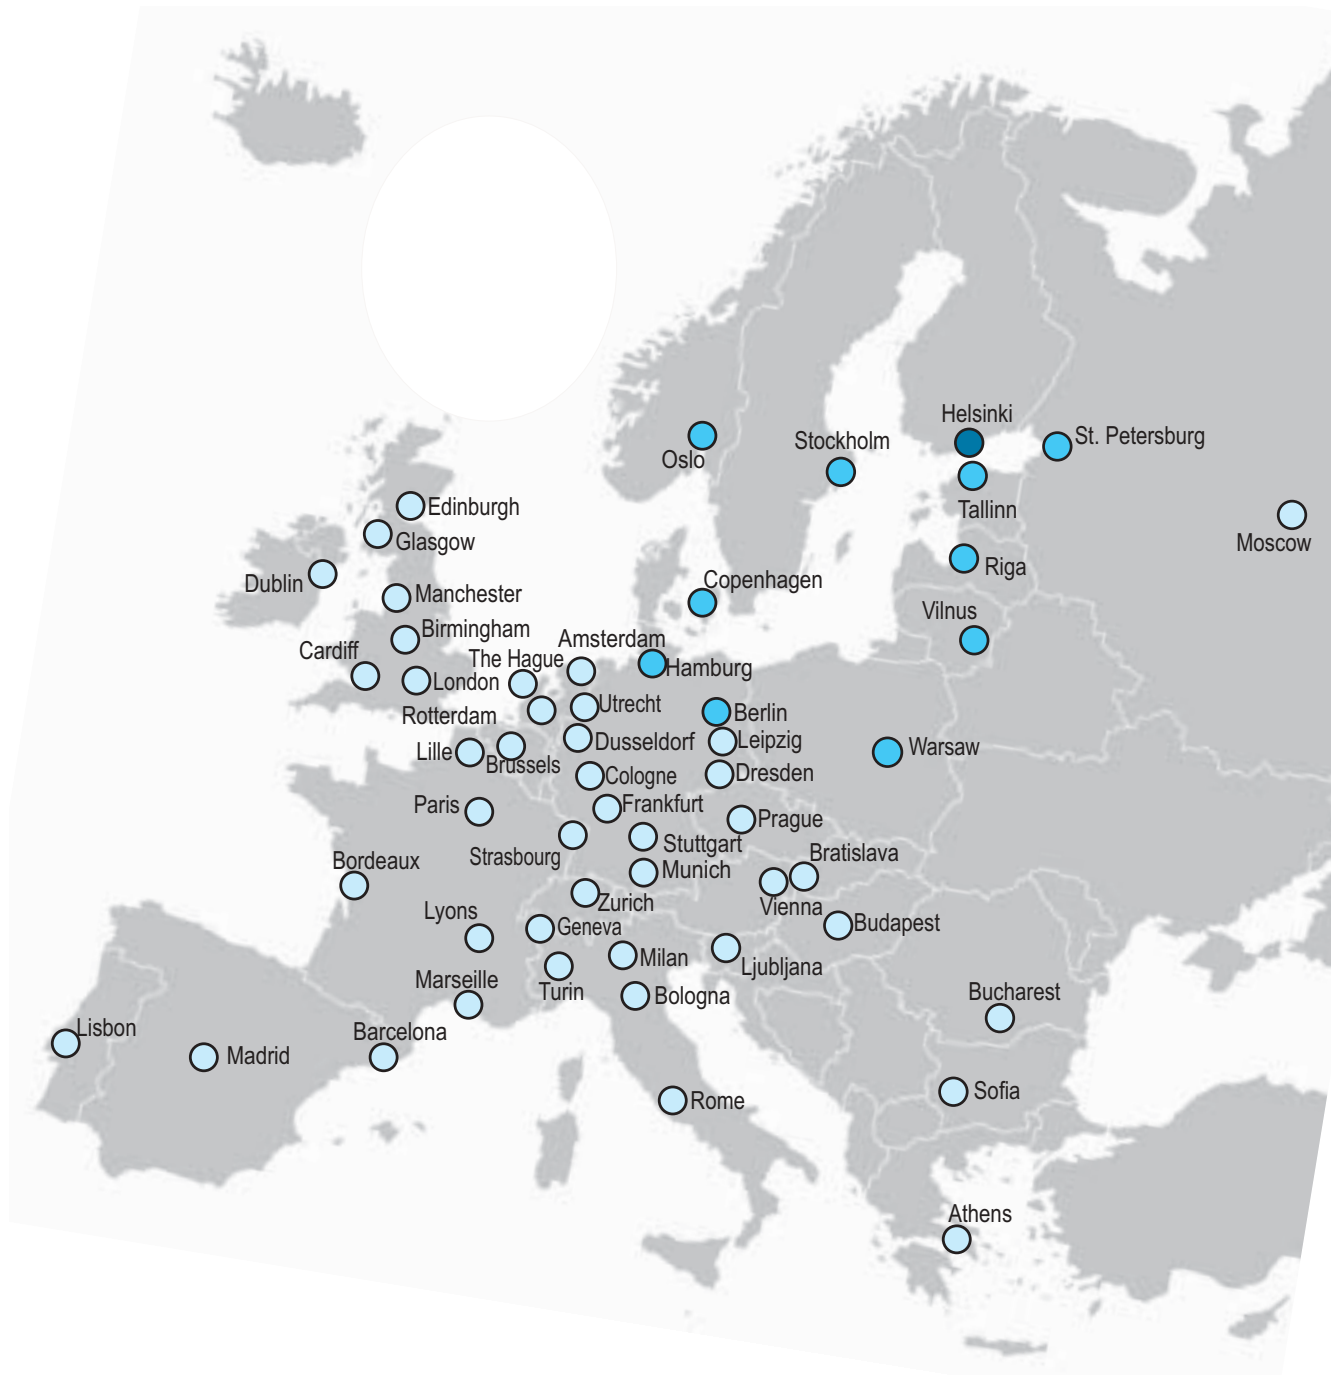 Helsinki
St. Petersburg
Stockholm
Oslo
Tallinn
Edinburgh
Moscow
Glasgow
Riga
Copenhagen
Dublin
Manchester
Vilnus
Birmingham
Amsterdam
Cardiff
The Hague
Hamburg
London
Utrecht
Rotterdam
Berlin
Dusseldorf
Leipzig
Warsaw
Lille
Brussels
Cologne
Dresden
Paris
Frankfurt
Prague
Stuttgart
Strasbourg
Bratislava
Bordeaux
Munich
Zurich
Vienna
Lyons
Geneva
Budapest
Milan
Ljubljana
Marseille
Turin
Bologna
Bucharest
Lisbon
Barcelona
Madrid
Sofia
Rome
Athens